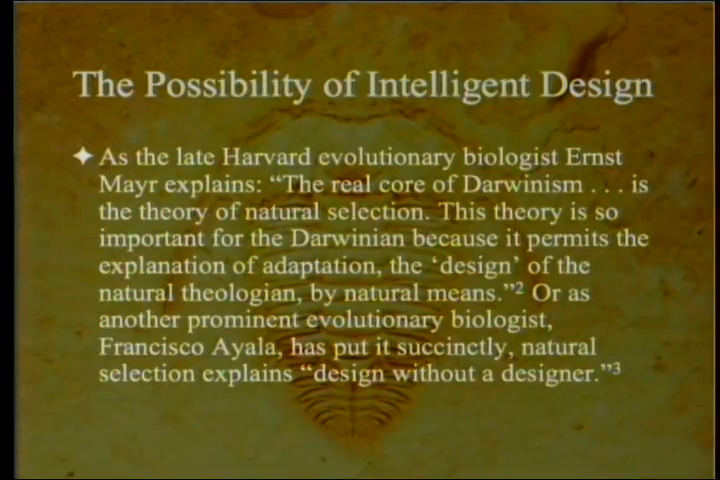 The Possibility of Intelligent Design
✦ As the late Harvard evolutionary biologist Ernst
Mayr explains: “The real core of Darwinism . . . is
the theory of natural selection. This theory is so
important for the Darwinian because it permits the
explanation of adaptation, the ‘design’ of the
natural theologian, by natural means.”² Or as
another prominent evolutionary biologist,
Francisco Ayala, has put it succinctly, natural
selection explains “design without a designer.”³